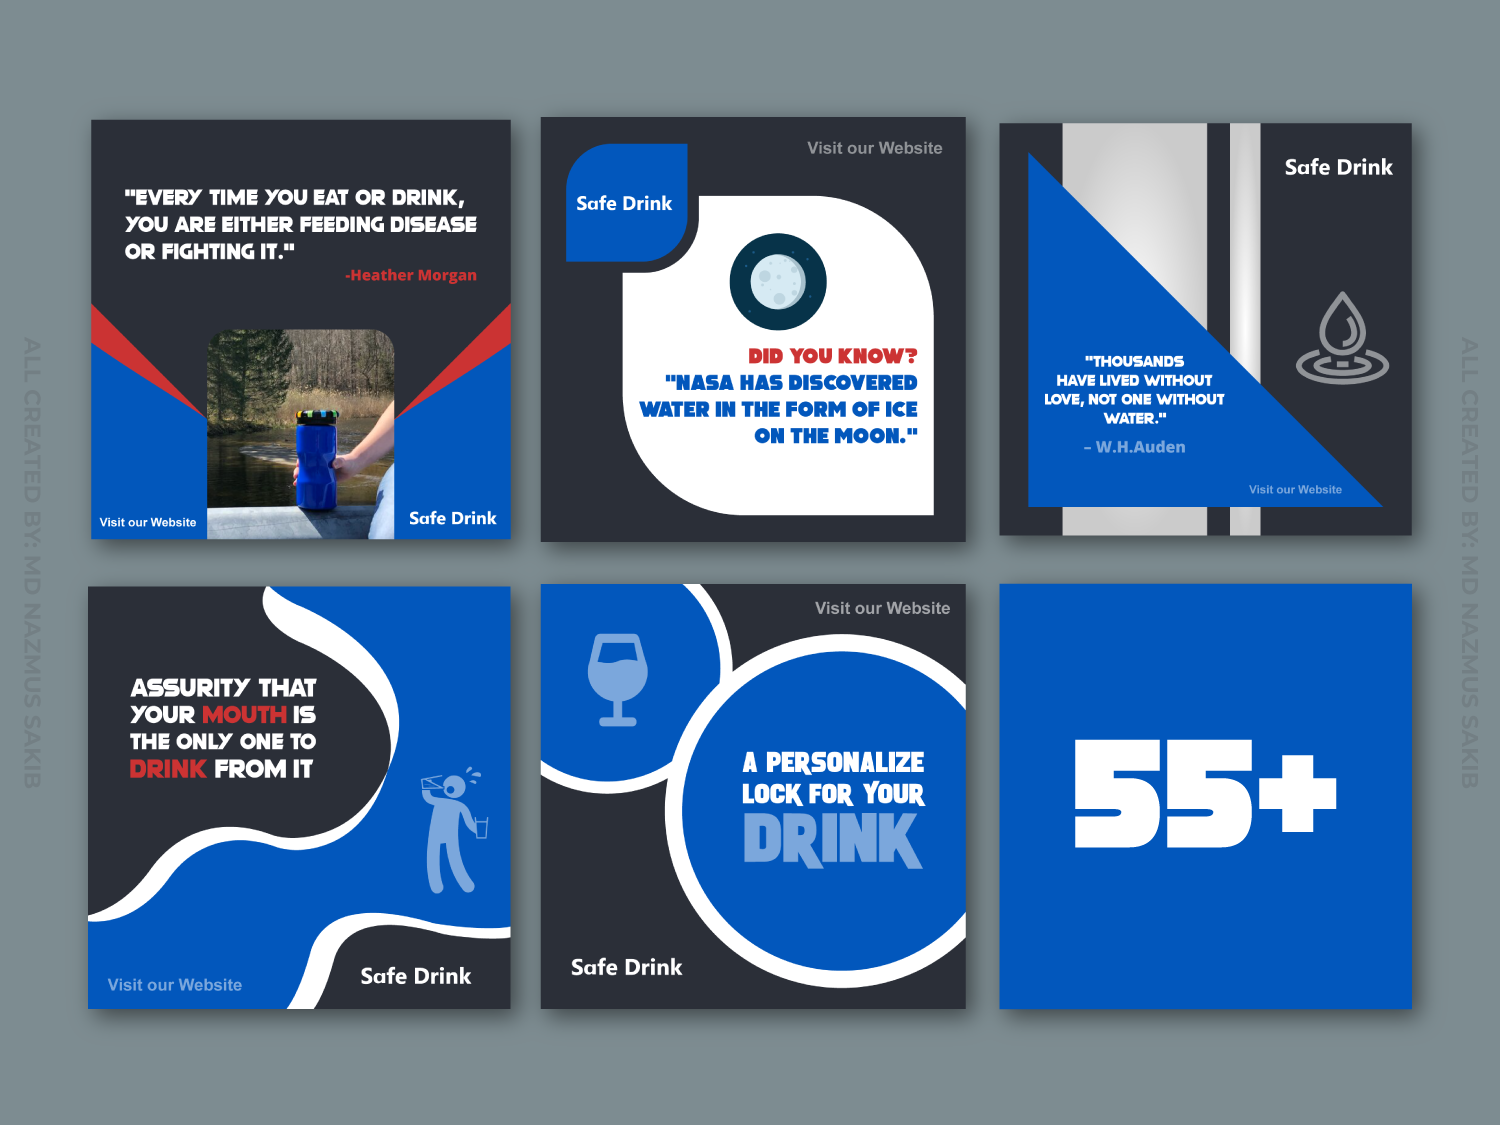 ALL CREATED BY: MD NAZMUS SAKIB
"EVERY TIME YOU EAT OR DRINK,
YOU ARE EITHER FEEDING DISEASE
OR FIGHTING IT."
-Heather Morgan
Visit our Website
Safe Drink
Visit our Website
Safe Drink
DID YOU KNOW?
"NASA HAS DISCOVERED
WATER IN THE FORM OF ICE
ON THE MOON."
Safe Drink
"THOUSANDS
HAVE LIVED WITHOUT
LOVE, NOT ONE WITHOUT
WATER."
– W.H.Auden
Visit our Website
ASSURITY THAT
YOUR MOUTH IS
THE ONLY ONE TO
DRINK FROM IT
Visit our Website
Safe Drink
Visit our Website
A PERSONALIZE
LOCK FOR YOUR
DRINK
Safe Drink
55+
ALL CREATED BY: MD NAZMUS SAKIB